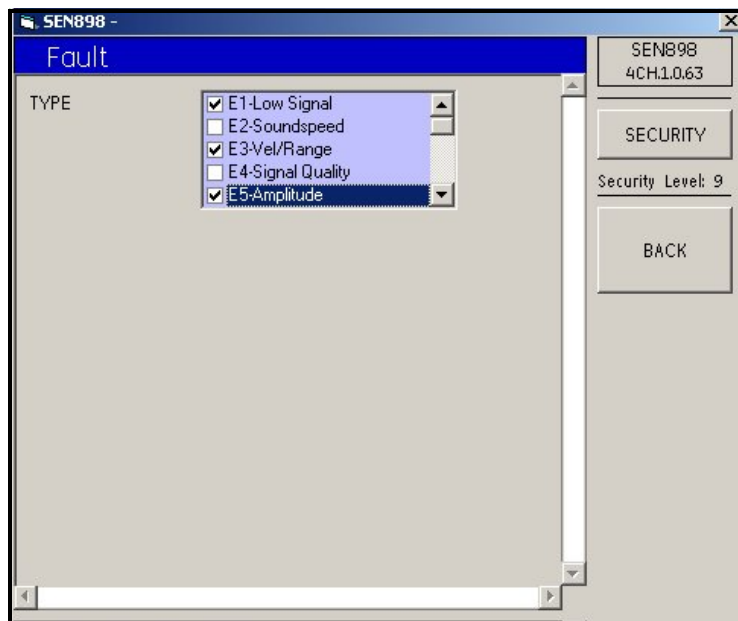 SEN898 -
Fault
SEN898
4CH.1.0.63
TYPE
E1-Low Signal
E2-Soundspeed
E3-Vel/Range
E4-Signal Quality
E5-Amplitude
SECURITY
Security Level: 9
BACK